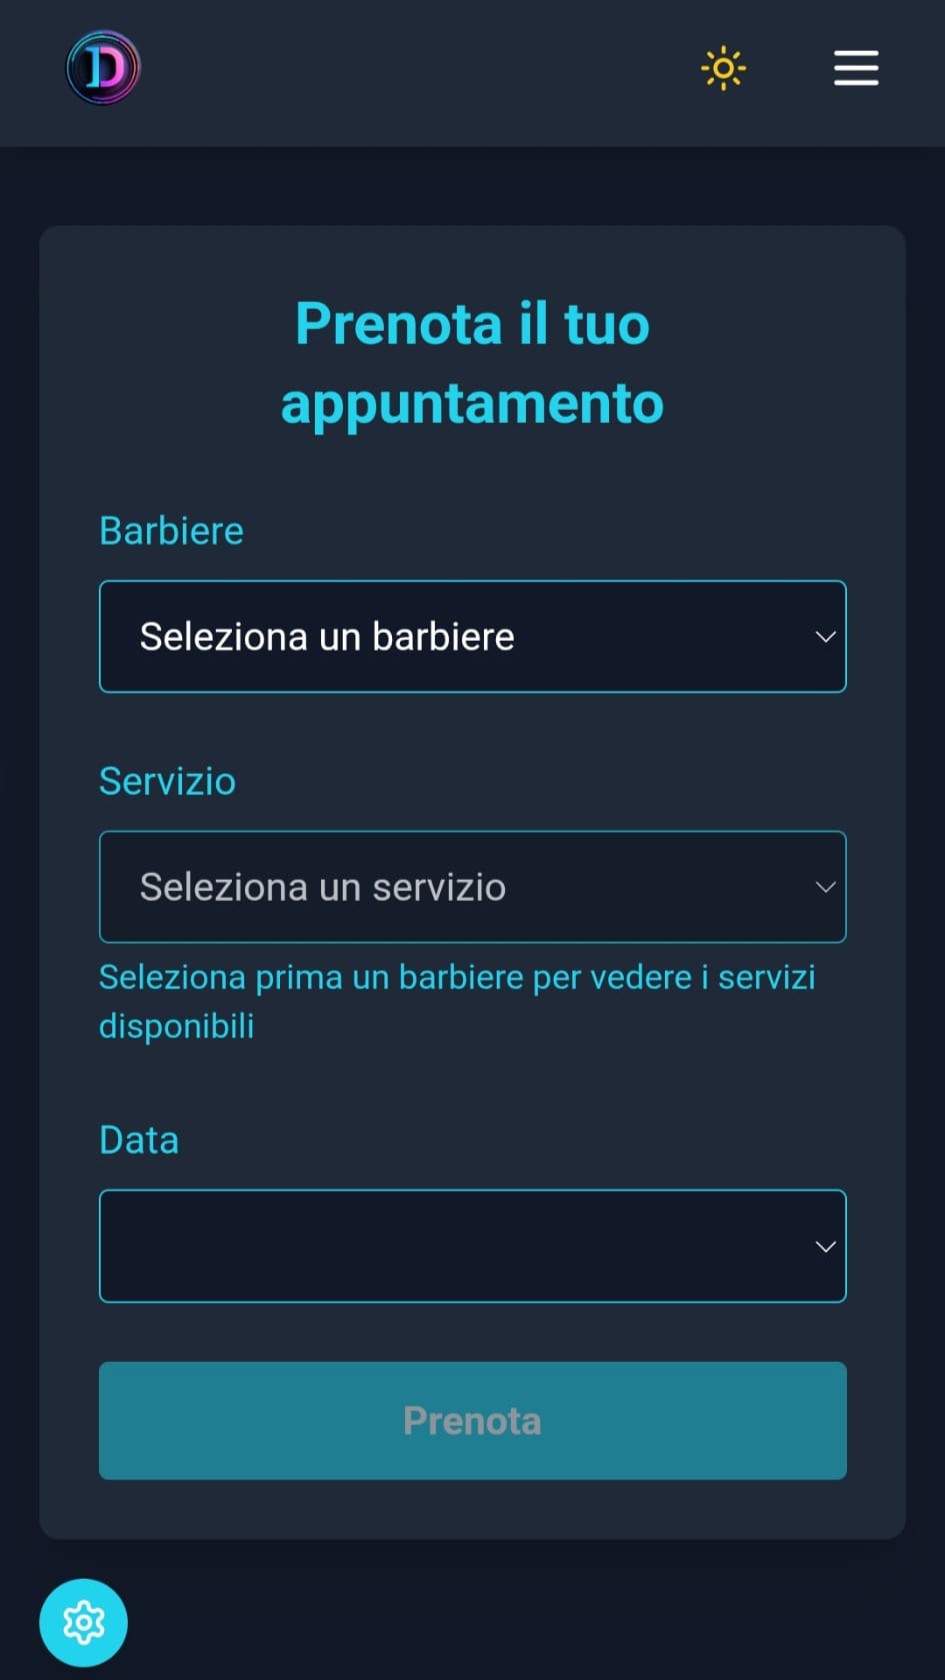 D
Prenota il tuo
appuntamento
Barbiere
Seleziona un barbiere
Servizio
Seleziona un servizio
Seleziona prima un barbiere per vedere i servizi
disponibili
Data
Prenota